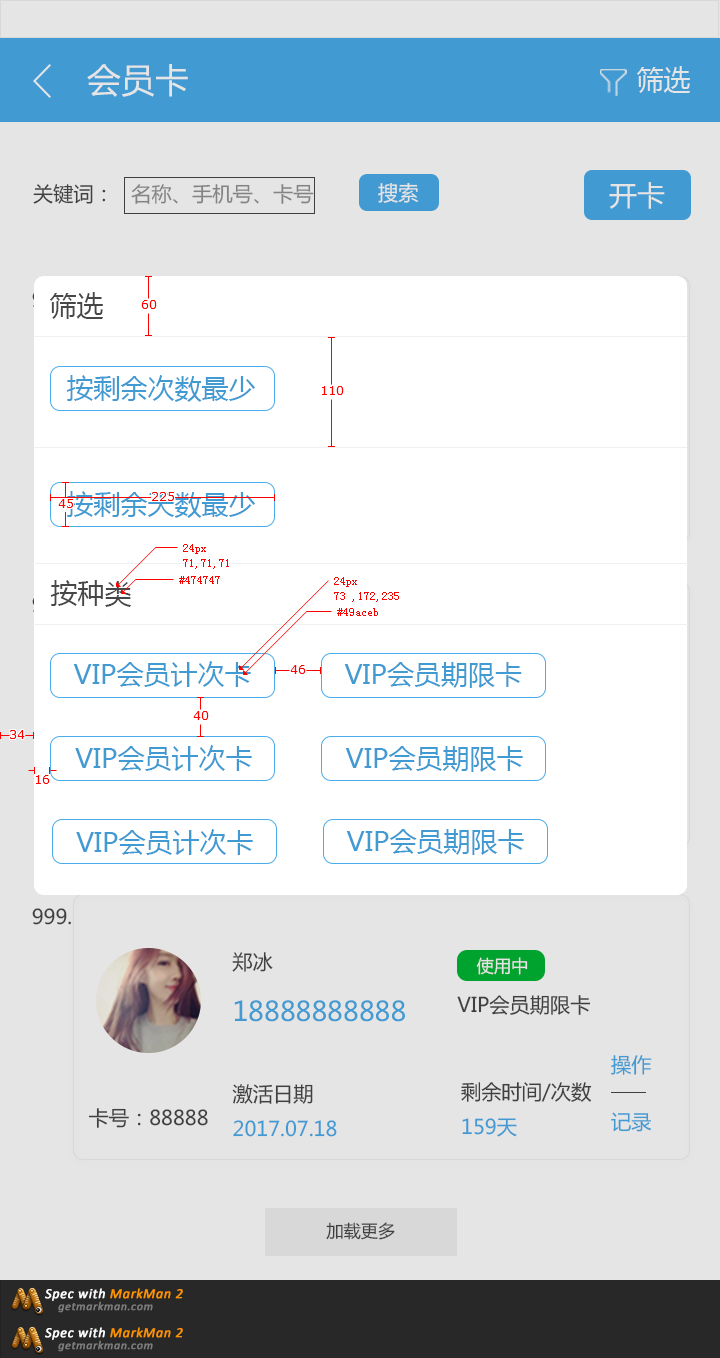 会员卡
筛选
关键词：
名称、手机号、卡号
搜索
开卡
筛选
60
按剩余次数最少
110
按剩余天数最少
225
45
24px
71,71,71
#474747
按种类
24px
73 ,172,235
#49aceb
VIP会员计次卡
46
VIP会员期限卡
40
34
VIP会员计次卡
VIP会员期限卡
16
VIP会员计次卡
VIP会员期限卡
999.
郑冰
使用中
18888888888
VIP会员期限卡
操作
激活日期
剩余时间/次数
卡号：88888
2017.07.18
159天
记录
加载更多
Spec with MarkMan 2
getmarkman.com
Spec with MarkMan 2
getmarkman.com